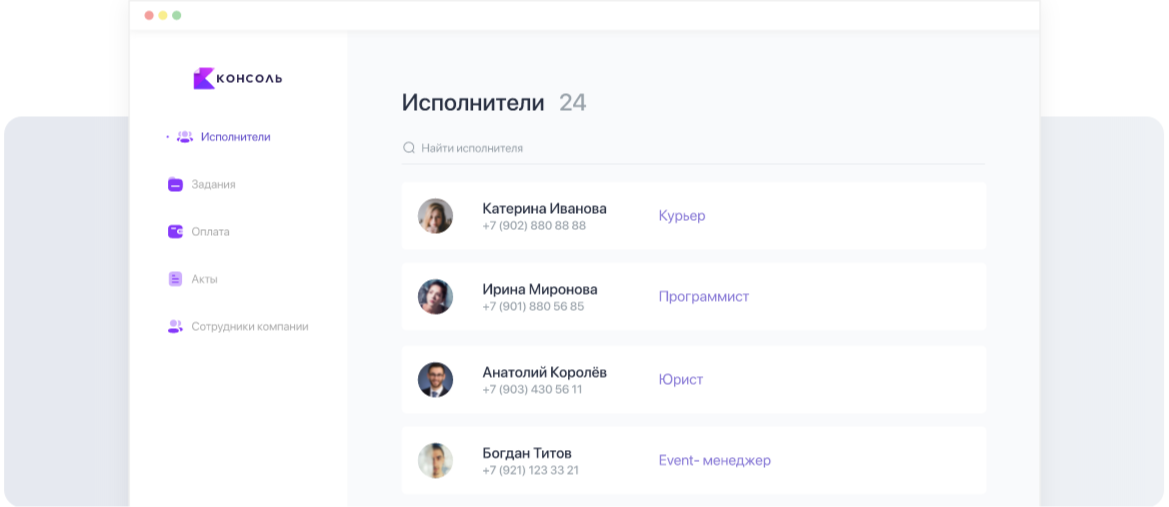 КОНСОЛЬ
Исполнители
Задания
Оплата
Акты
Сотрудники компании
Исполнители 24
Найти исполнителя
Катерина Иванова
+7 (902) 880 88 88
Курьер
Ирина Миронова
+7 (901) 880 56 85
Программист
Анатолий Королёв
+7 (903) 430 56 11
Юрист
Богдан Титов
+7 (921) 123 33 21
Event- менеджер